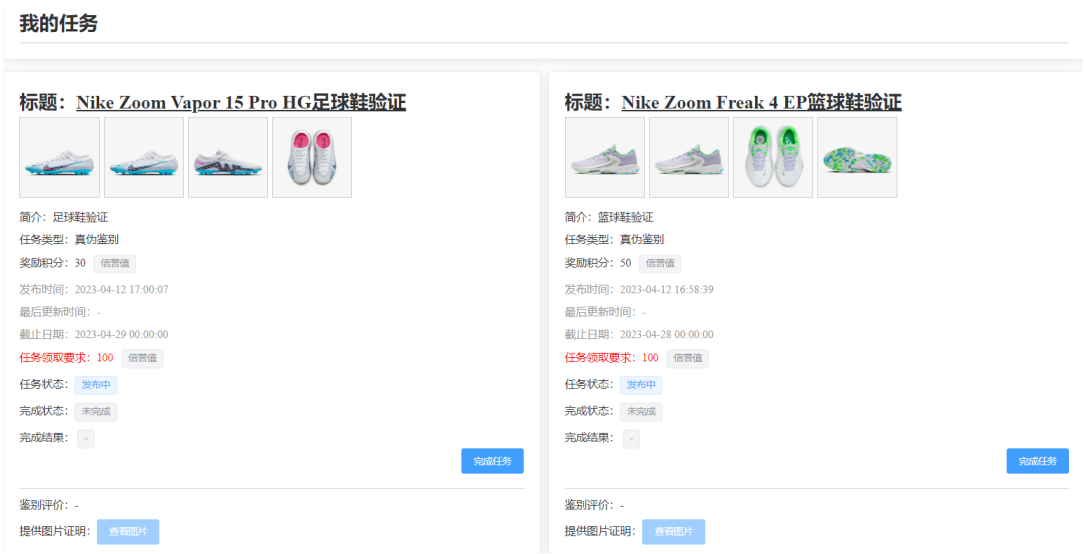 我的任务
标题：Nike Zoom Vapor 15 Pro HG足球鞋验证
简介：足球鞋验证
任务类型：真伪鉴别
奖励积分：30 信誉值
发布时间：2023-04-12 17:00:07
最后更新时间：-
截止日期：2023-04-29 00:00:00
任务领取要求：100 信誉值
任务状态：发布中
完成状态：未完成
完成结果：-
完成任务
鉴别评价：-
提供图片证明：查看图片
标题：Nike Zoom Freak 4 EP篮球鞋验证
简介：篮球鞋验证
任务类型：真伪鉴别
奖励积分：50 信誉值
发布时间：2023-04-12 16:58:39
最后更新时间：-
截止日期：2023-04-28 00:00:00
任务领取要求：100 信誉值
任务状态：发布中
完成状态：未完成
完成结果：-
完成任务
鉴别评价：-
提供图片证明：查看图片